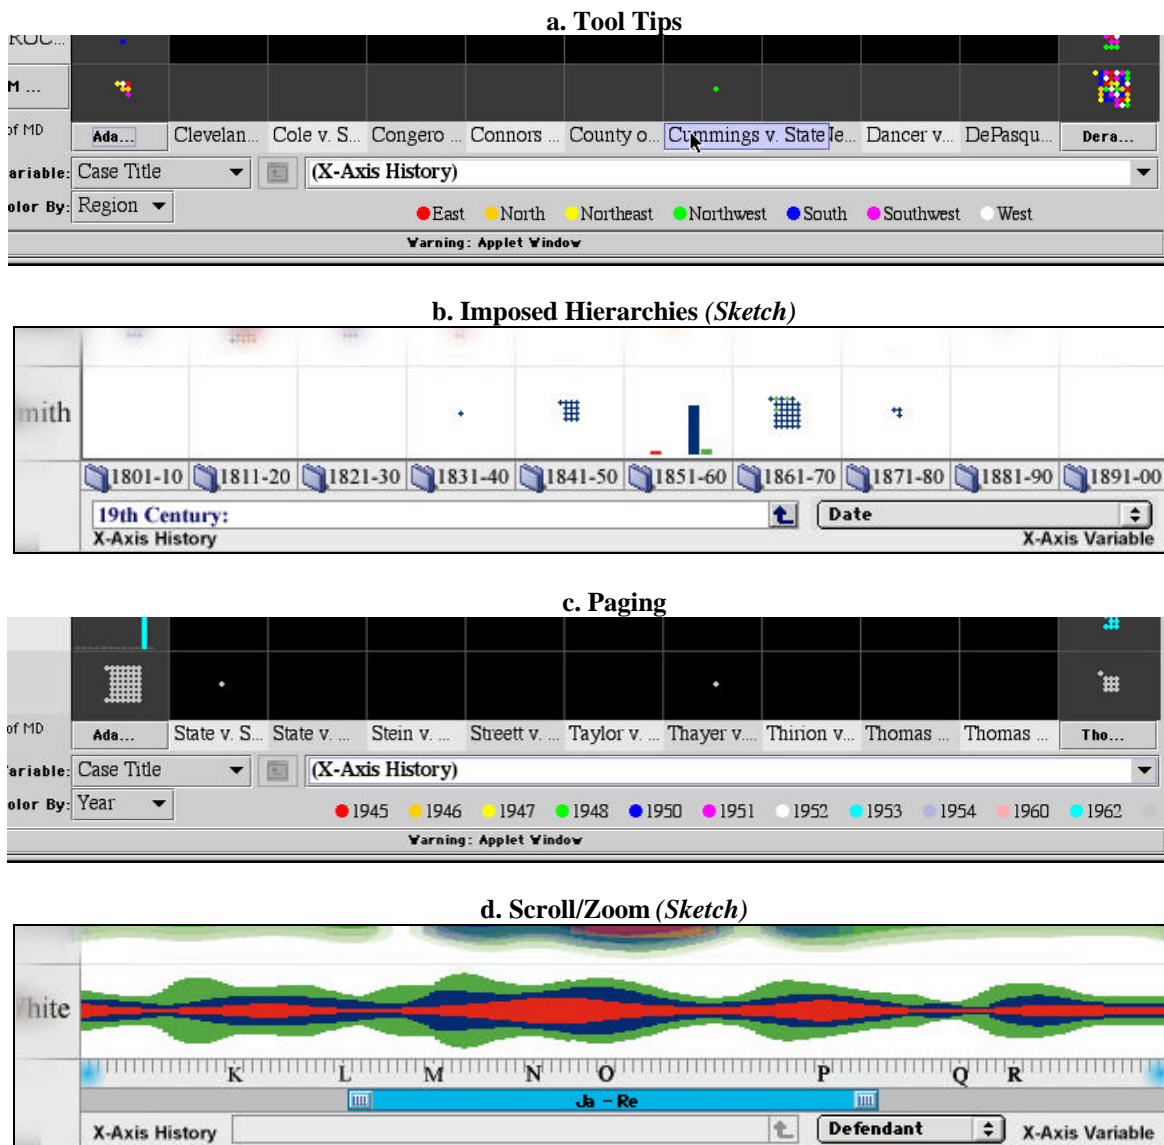 a. Tool Tips
M ...
of MD
Ada... Clevelan... Cole v. S... Congero ... Connors ... County o... Cummings v. State Ne... Dancer v... DePasqu... Dera...
ariable: Case Title (X-Axis History)
olor By: Region East North Northeast Northwest South Southwest West
Warning: Applet Window
b. Imposed Hierarchies (Sketch)
mith
1801-10 1811-20 1821-30 1831-40 1841-50 1851-60 1861-70 1871-80 1881-90 1891-00
19th Century: Date
X-Axis History X-Axis Variable
c. Paging
of MD
Ada... State v. S... State v. ... Stein v. ... Streett v. ... Taylor v. ... Thayer v.... Thirion v... Thomas ... Thomas ... Tho...
ariable: Case Title (X-Axis History)
olor By: Year 1945 1946 1947 1948 1950 1951 1952 1953 1954 1960 1962
Warning: Applet Window
d. Scroll/Zoom (Sketch)
hite
K L M N O P Q R
Ja - Re
X-Axis History Defendant X-Axis Variable